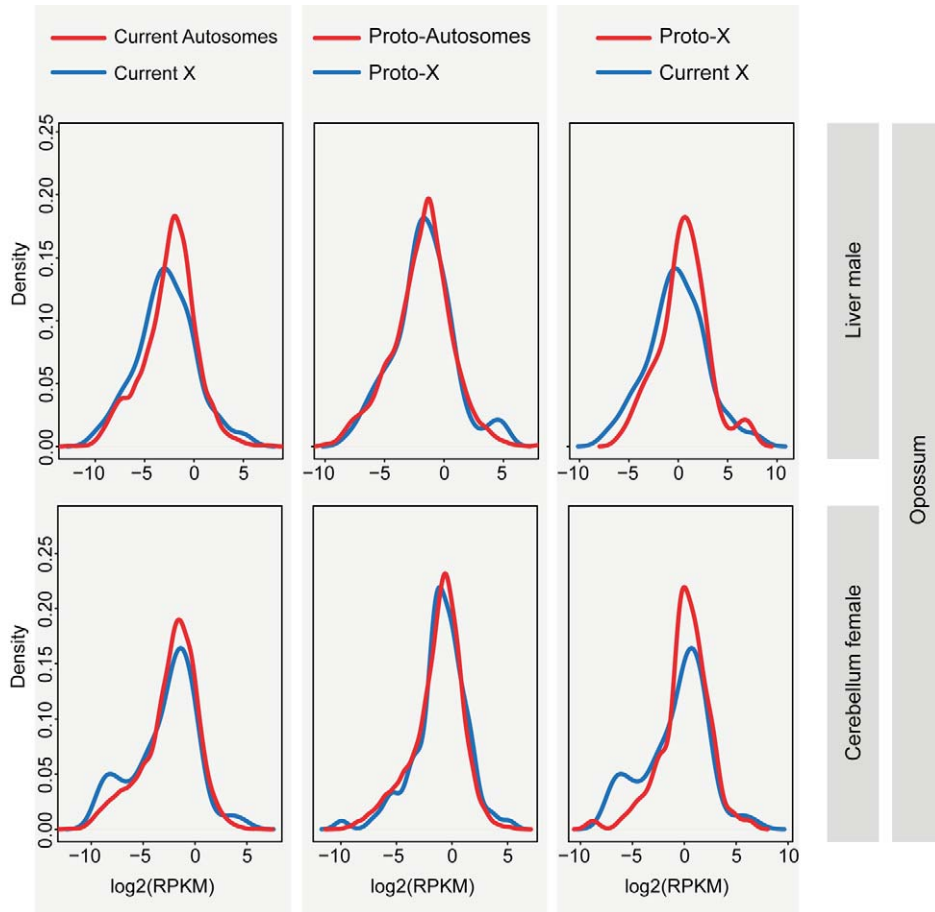 Current Autosomes
Current X
Proto-Autosomes
Proto-X
Proto-X
Current X
Density
0.00 0.05 0.10 0.15 0.20 0.25
−10 −5 0 5
−10 −5 0 5
−10 −5 0 5 10
Liver male
Density
0.00 0.05 0.10 0.15 0.20 0.25
−10 −5 0 5
−10 −5 0 5
−10 −5 0 5 10
log2(RPKM)
log2(RPKM)
log2(RPKM)
Cerebellum female
Opossum